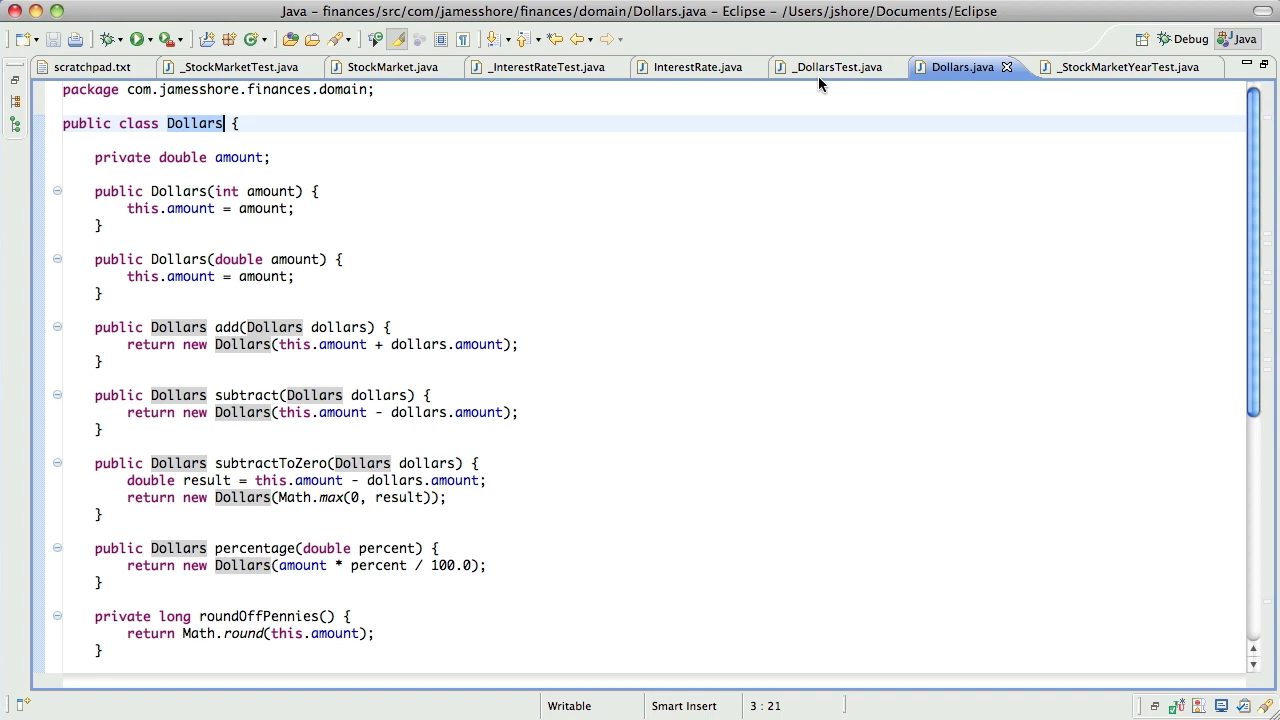 Java – finances/src/com/jamesshore/finances/domain/Dollars.java – Eclipse – /Users/jshore/Documents/Eclipse
Debug
Java
scratchpad.txt
_StockMarketTest.java
StockMarket.java
_InterestRateTest.java
InterestRate.java
_DollarsTest.java
Dollars.java
_StockMarketYearTest.java
package com.jamesshore.finances.domain;
public class Dollars {
private double amount;
public Dollars(int amount) {
this.amount = amount;
}
public Dollars(double amount) {
this.amount = amount;
}
public Dollars add(Dollars dollars) {
return new Dollars(this.amount + dollars.amount);
}
public Dollars subtract(Dollars dollars) {
return new Dollars(this.amount - dollars.amount);
}
public Dollars subtractToZero(Dollars dollars) {
double result = this.amount - dollars.amount;
return new Dollars(Math.max(0, result));
}
public Dollars percentage(double percent) {
return new Dollars(amount * percent / 100.0);
}
private long roundOffPennies() {
return Math.round(this.amount);
}
Writable
Smart Insert
3 : 21